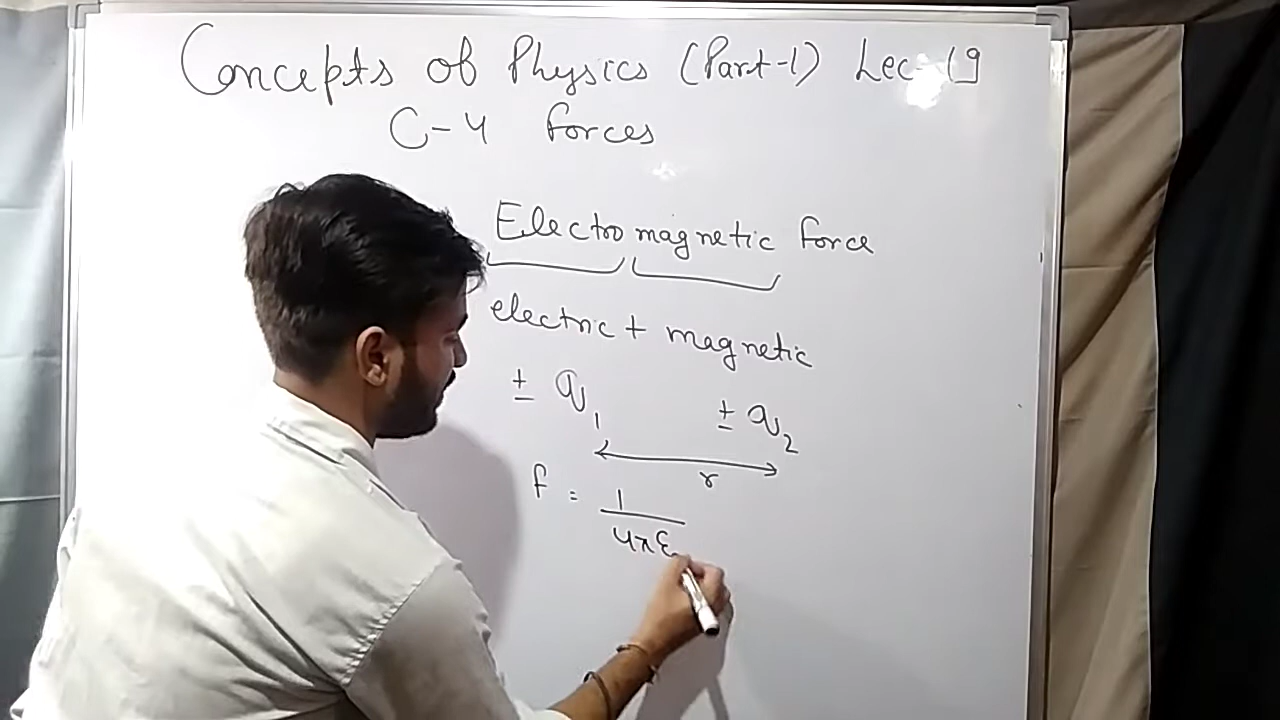 Concepts of Physics (Part-1) Lec-19
C-4 forces
Electromagnetic force
electric + magnetic
± q1 ± q2
r
f = 1
4πε